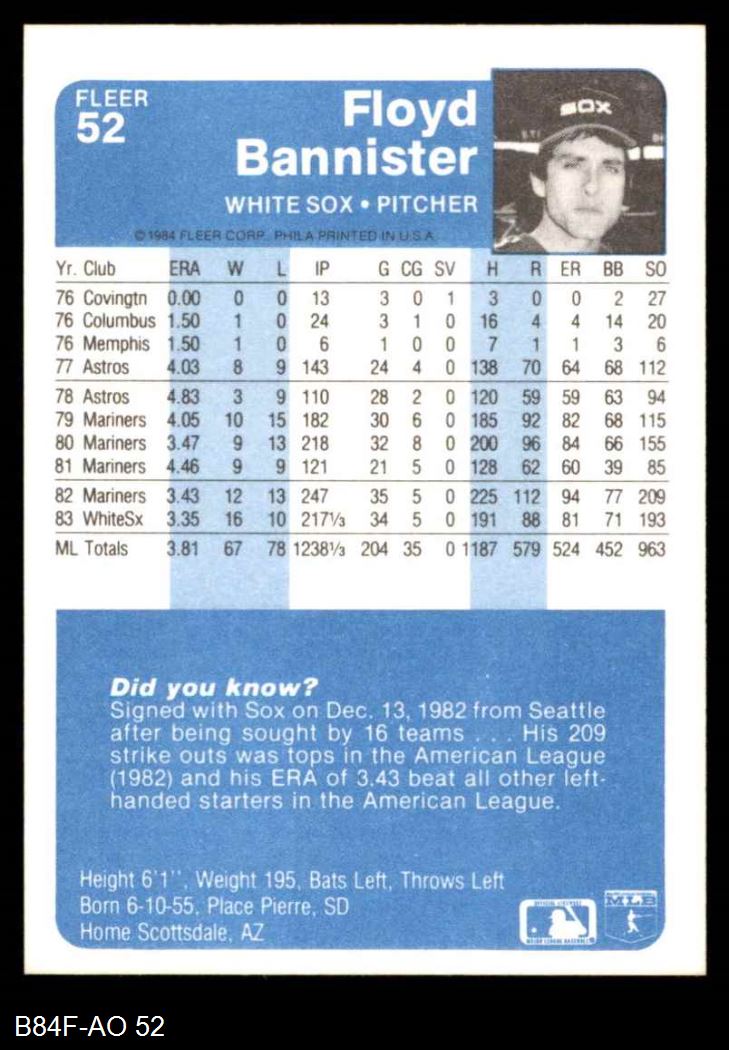 FLEER
52
Floyd
Bannister
WHITE SOX • PITCHER
© 1984 FLEER CORP. PHILA PRINTED IN U.S.A.
SOX
Yr. Club ERA W L IP G CG SV H R ER BB SO
76 Covingtn 0.00 0 0 13 3 0 1 3 0 0 2 27
76 Columbus 1.50 1 0 24 3 1 0 16 4 4 14 20
76 Memphis 1.50 1 0 6 1 0 0 7 1 1 3 6
77 Astros 4.03 8 9 143 24 4 0 138 70 64 68 112
78 Astros 4.83 3 9 110 28 2 0 120 59 59 63 94
79 Mariners 4.05 10 15 182 30 6 0 185 92 82 68 115
80 Mariners 3.47 9 13 218 32 8 0 200 96 84 66 155
81 Mariners 4.46 9 9 121 21 5 0 128 62 60 39 85
82 Mariners 3.43 12 13 247 35 5 0 225 112 94 77 209
83 WhiteSx 3.35 16 10 217⅓ 34 5 0 191 88 81 71 193
ML Totals 3.81 67 78 1238⅓ 204 35 0 1187 579 524 452 963
Did you know?
Signed with Sox on Dec. 13, 1982 from Seattle
after being sought by 16 teams . . . His 209
strike outs was tops in the American League
(1982) and his ERA of 3.43 beat all other left-
handed starters in the American League.
Height 6'1'', Weight 195, Bats Left, Throws Left
Born 6-10-55, Place Pierre, SD
Home Scottsdale, AZ
OFFICIAL LICENSEE
MAJOR LEAGUE BASEBALL
MLB
B84F-AO 52